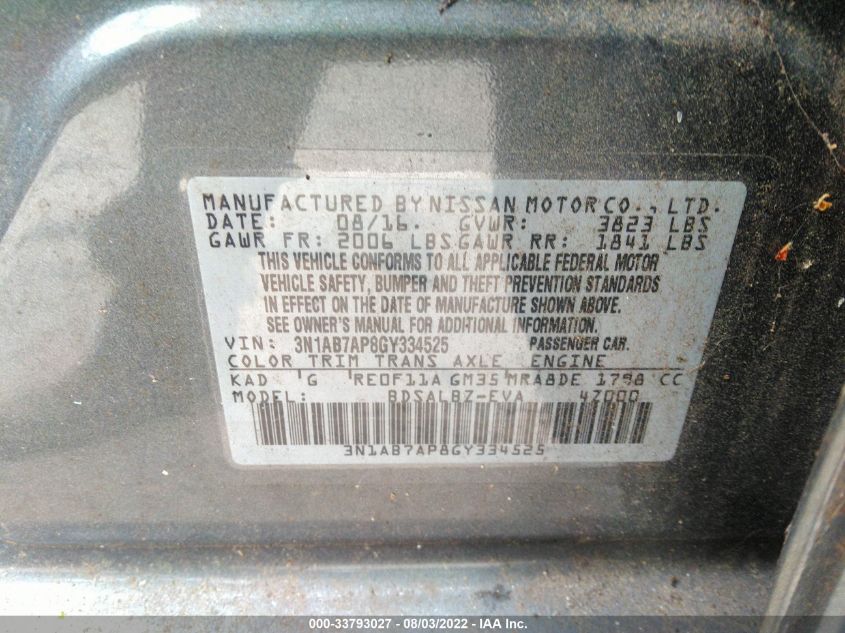 MANUFACTURED BY NISSAN MOTOR CO., LTD.
DATE: 08/16. GVWR: 3823 LBS
GAWR FR: 2006 LBS GAWR RR: 1841 LBS
THIS VEHICLE CONFORMS TO ALL APPLICABLE FEDERAL MOTOR
VEHICLE SAFETY, BUMPER AND THEFT PREVENTION STANDARDS
IN EFFECT ON THE DATE OF MANUFACTURE SHOWN ABOVE.
SEE OWNER'S MANUAL FOR ADDITIONAL INFORMATION.
VIN: 3N1AB7AP8GY334525 PASSENGER CAR.
COLOR TRIM TRANS AXLE ENGINE
KAD G RE0F11A GM35 MRA8DE 1798 CC
MODEL: BDSALBZ-EVA 4Z000
3N1AB7AP8GY334525
000-33793027 - 08/03/2022 - IAA Inc.